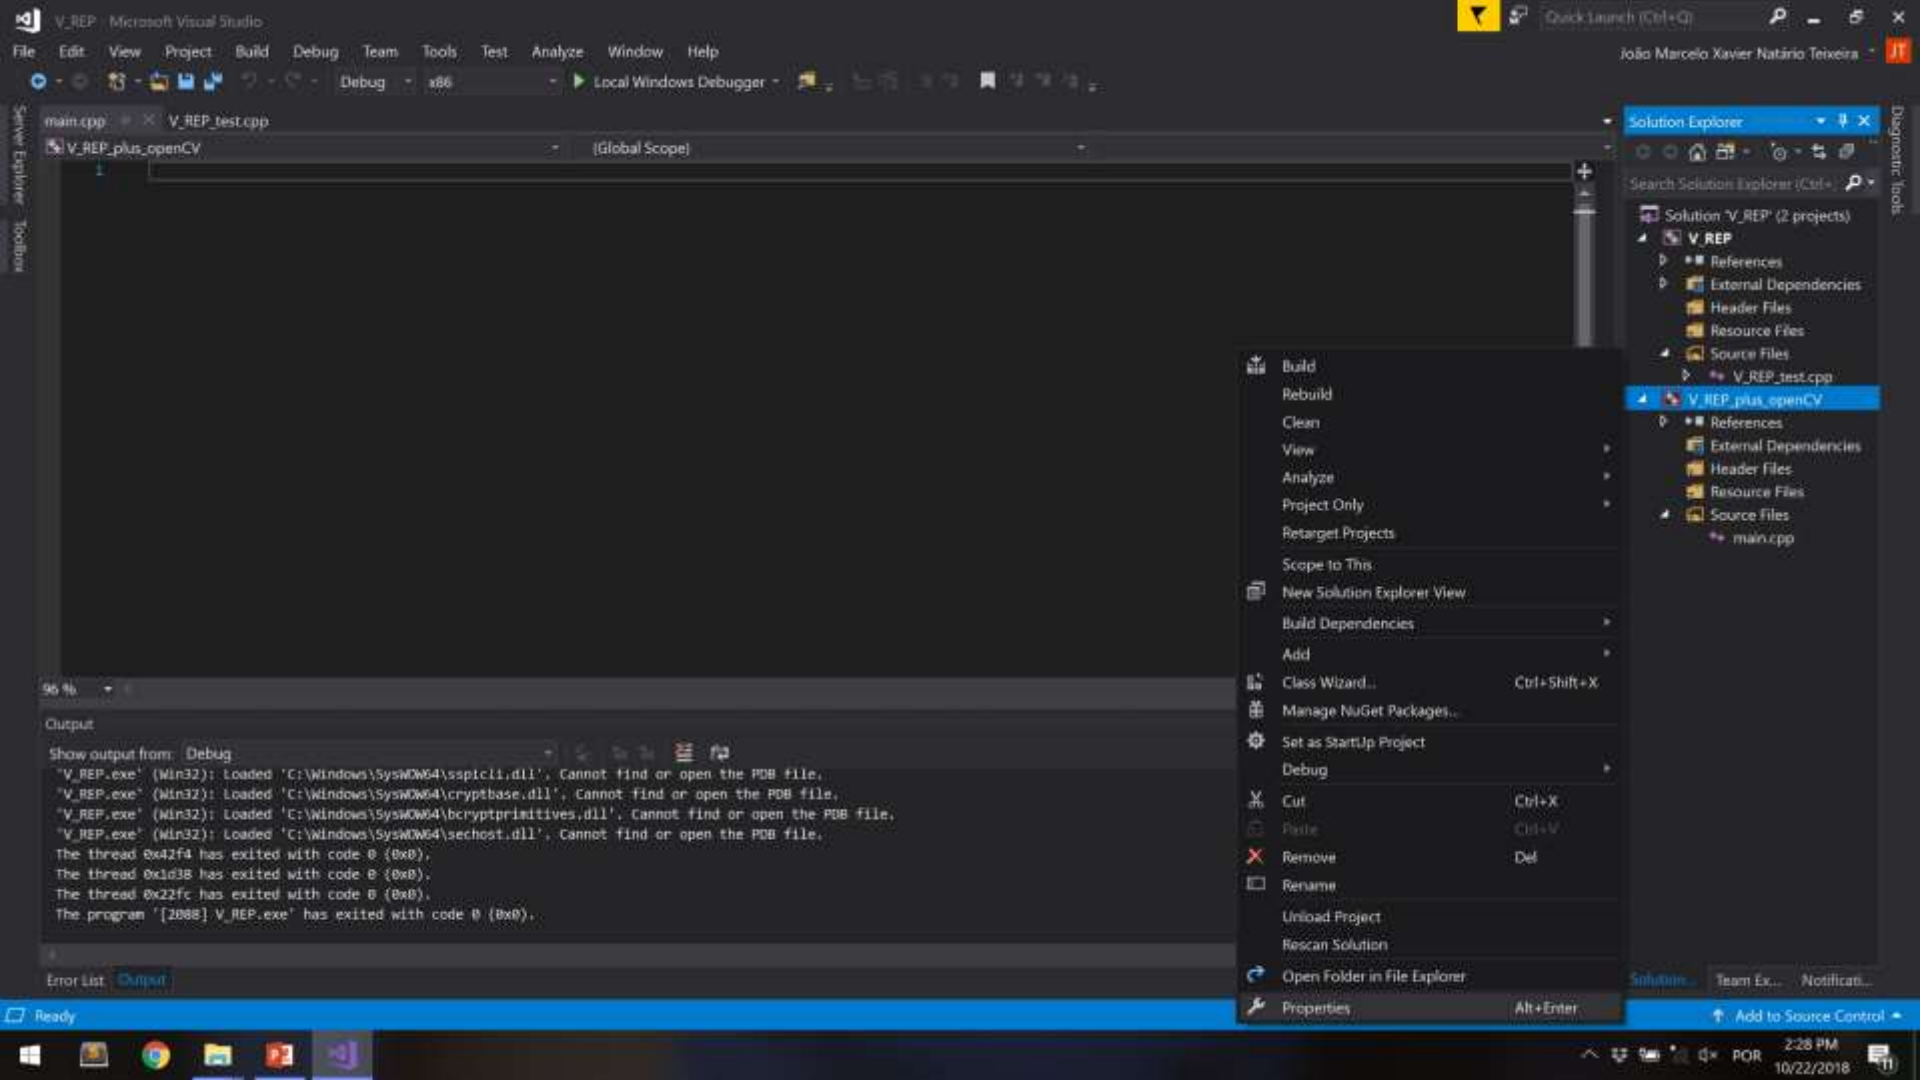 V_REP - Microsoft Visual Studio
Quick Launch (Ctrl+Q)
File Edit View Project Build Debug Team Tools Test Analyze Window Help
João Marcelo Xavier Natário Teixeira JT
Debug x86 Local Windows Debugger
Server Explorer
Toolbox
main.cpp V_REP_test.cpp
V_REP_plus_openCV (Global Scope)
1
Solution Explorer
Search Solution Explorer (Ctrl+
Solution 'V_REP' (2 projects)
V_REP
References
External Dependencies
Header Files
Resource Files
Source Files
V_REP_test.cpp
V_REP_plus_openCV
References
External Dependencies
Header Files
Resource Files
Source Files
main.cpp
Diagnostic Tools
Build
Rebuild
Clean
View
Analyze
Project Only
Retarget Projects
Scope to This
New Solution Explorer View
Build Dependencies
Add
Class Wizard... Ctrl+Shift+X
Manage NuGet Packages...
Set as StartUp Project
Debug
Cut Ctrl+X
Paste Ctrl+V
Remove Del
Rename
Unload Project
Rescan Solution
Open Folder in File Explorer
Properties Alt+Enter
96 %
Output
Show output from: Debug
'V_REP.exe' (Win32): Loaded 'C:\Windows\SysWOW64\sspicli.dll'. Cannot find or open the PDB file.
'V_REP.exe' (Win32): Loaded 'C:\Windows\SysWOW64\cryptbase.dll'. Cannot find or open the PDB file.
'V_REP.exe' (Win32): Loaded 'C:\Windows\SysWOW64\bcryptprimitives.dll'. Cannot find or open the PDB file.
'V_REP.exe' (Win32): Loaded 'C:\Windows\SysWOW64\sechost.dll'. Cannot find or open the PDB file.
The thread 0x42f4 has exited with code 0 (0x0).
The thread 0x1d38 has exited with code 0 (0x0).
The thread 0x22fc has exited with code 0 (0x0).
The program '[2088] V_REP.exe' has exited with code 0 (0x0).
Error List Output
Solution... Team Ex... Notificati...
Ready
Add to Source Control
POR
2:28 PM
10/22/2018
11